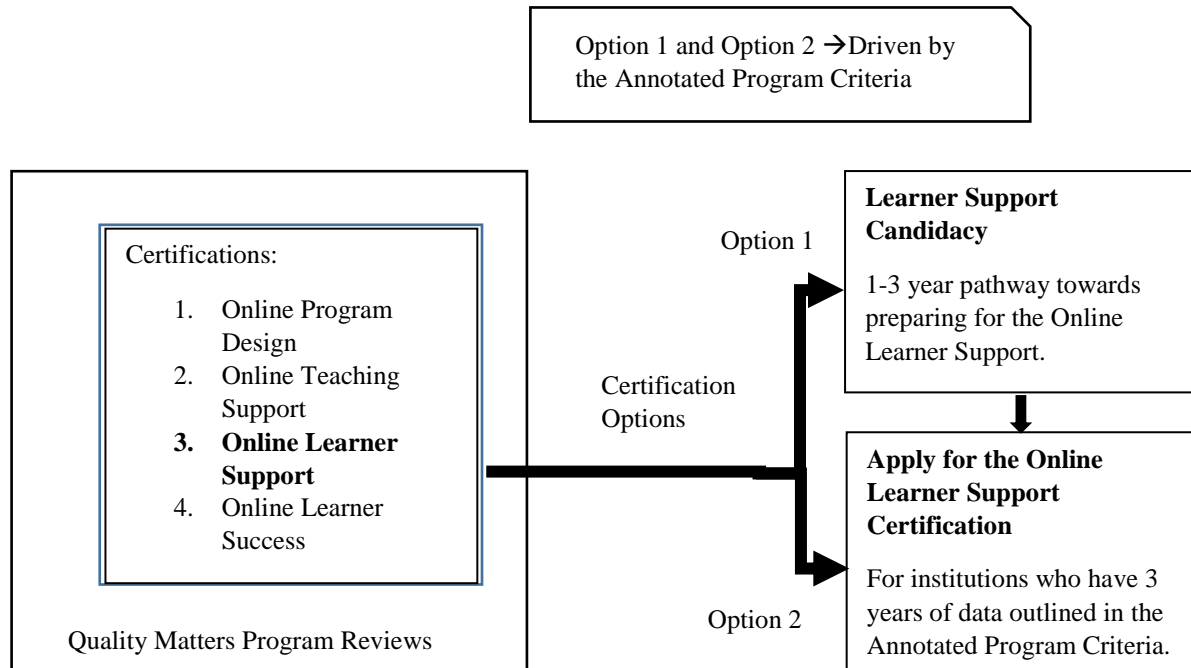 Option 1 and Option 2 →Driven by
the Annotated Program Criteria
Certifications:
1. Online Program
Design
2. Online Teaching
Support
3. Online Learner
Support
4. Online Learner
Success
Quality Matters Program Reviews
Certification
Options
Option 1
Learner Support
Candidacy
1-3 year pathway towards
preparing for the Online
Learner Support.
Option 2
Apply for the Online
Learner Support
Certification
For institutions who have 3
years of data outlined in the
Annotated Program Criteria.